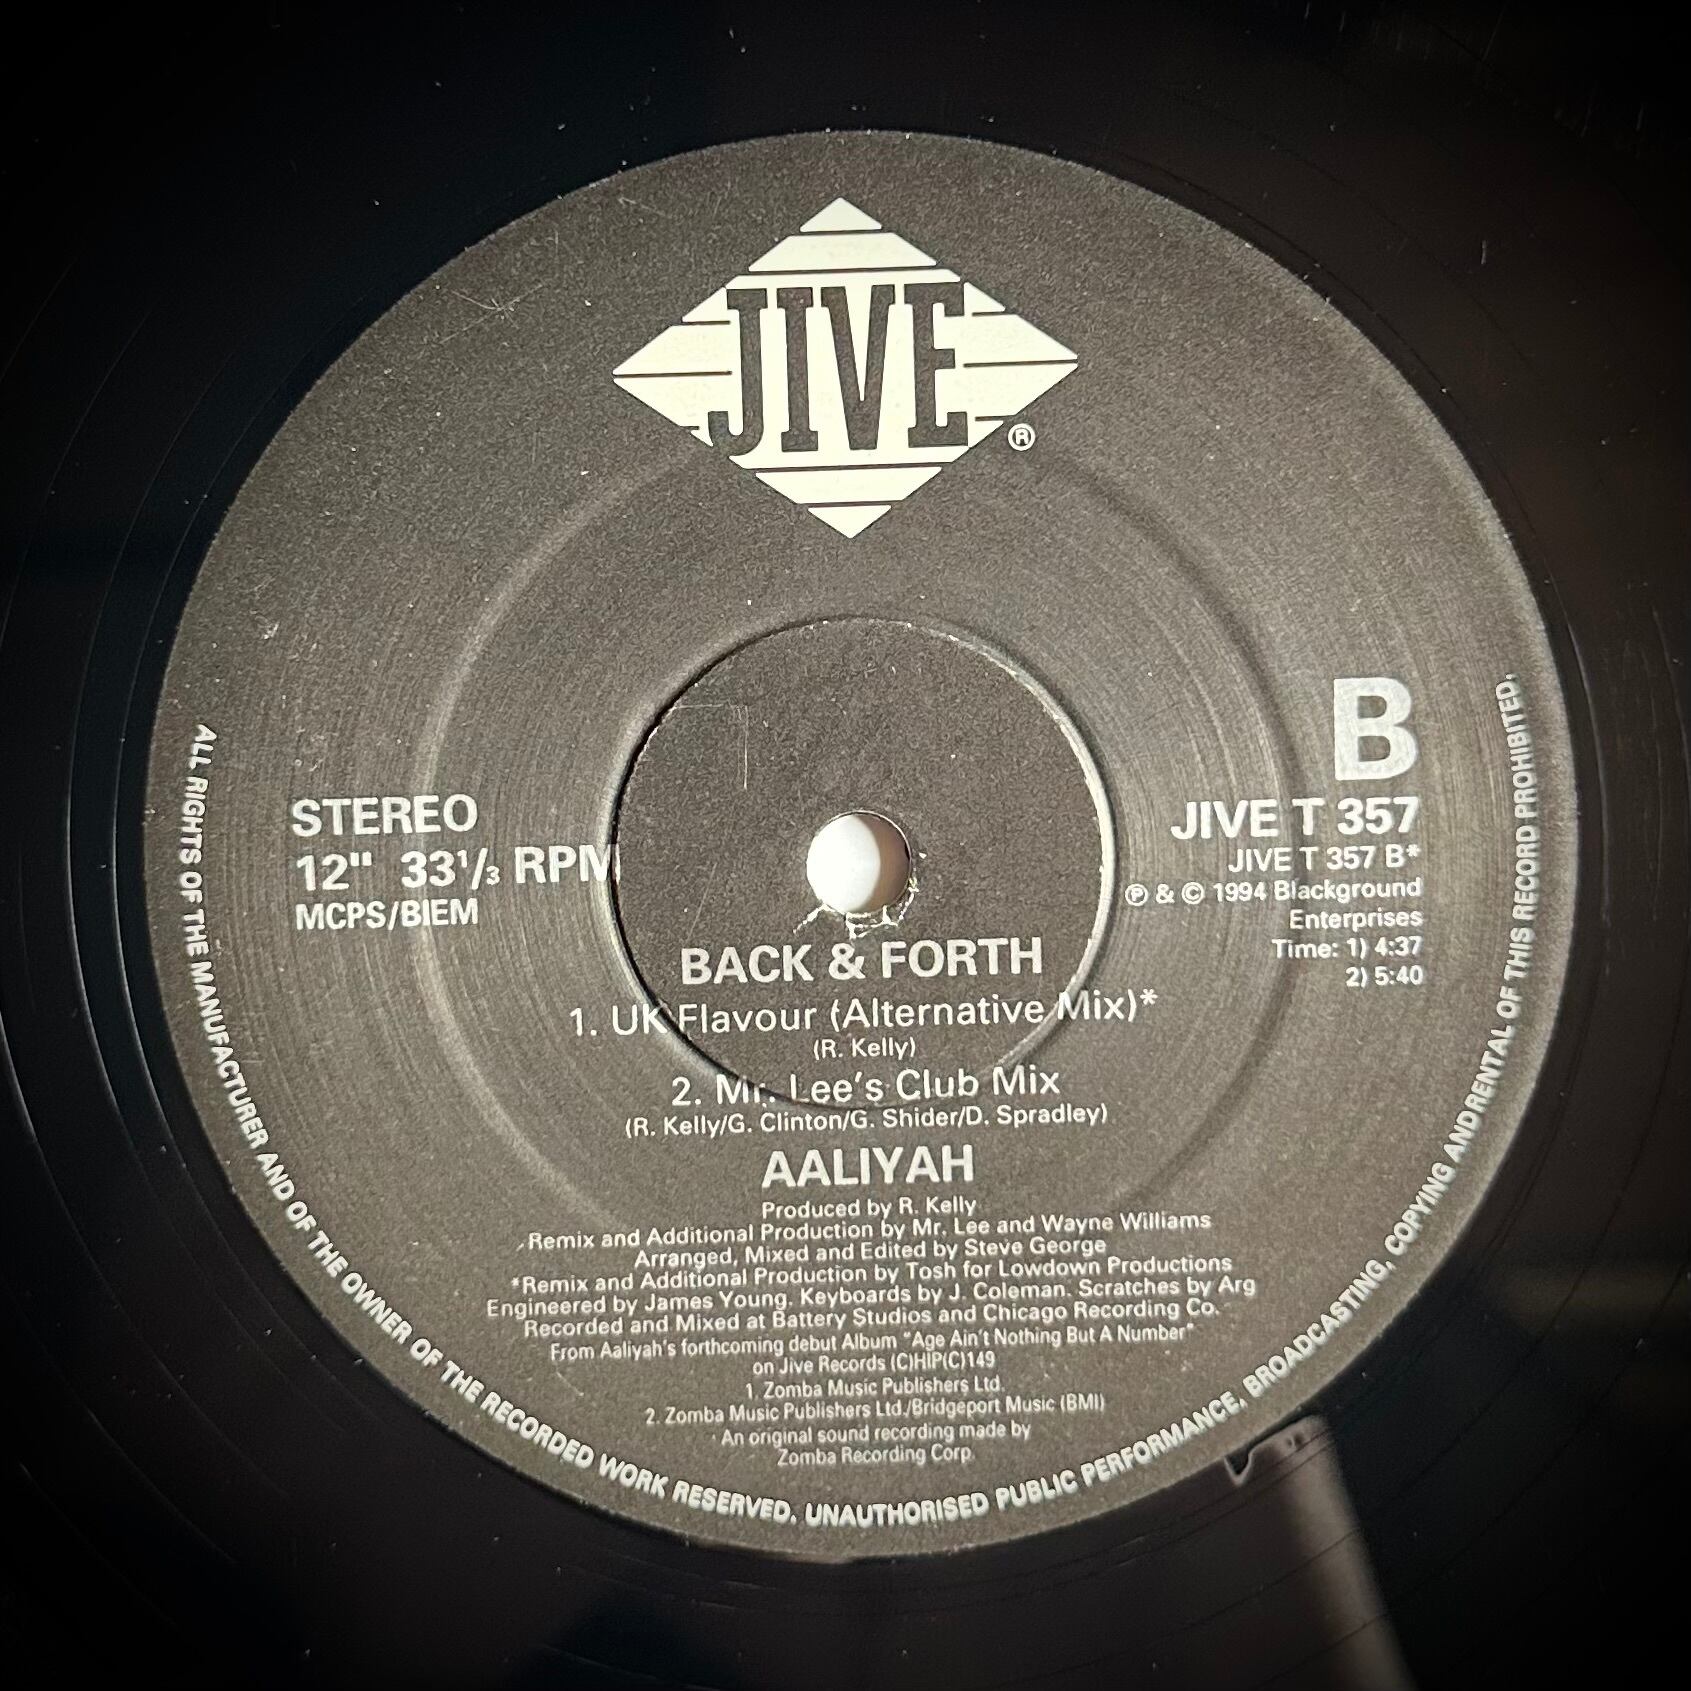 JIVE
®
B
STEREO
12" 33⅓ RPM
MCPS/BIEM
JIVE T 357
JIVE T 357 B*
℗ & © 1994 Blackground
Enterprises
Time: 1) 4:37
2) 5:40
BACK & FORTH
1. UK Flavour (Alternative Mix)*
(R. Kelly)
2. Mr. Lee's Club Mix
(R. Kelly/G. Clinton/G. Shider/D. Spradley)
AALIYAH
Produced by R. Kelly
Remix and Additional Production by Mr. Lee and Wayne Williams
Arranged, Mixed and Edited by Steve George
*Remix and Additional Production by Tosh for Lowdown Productions
Engineered by James Young. Keyboards by J. Coleman. Scratches by Arg
Recorded and Mixed at Battery Studios and Chicago Recording Co.
From Aaliyah's forthcoming debut Album "Age Ain't Nothing But A Number"
on Jive Records (C)HIP(C)149
1. Zomba Music Publishers Ltd.
2. Zomba Music Publishers Ltd./Bridgeport Music (BMI)
An original sound recording made by
Zomba Recording Corp.
ALL RIGHTS OF THE MANUFACTURER AND OF THE OWNER OF THE RECORDED WORK RESERVED. UNAUTHORISED PUBLIC PERFORMANCE, BROADCASTING, COPYING AND RENTAL OF THIS RECORD PROHIBITED.